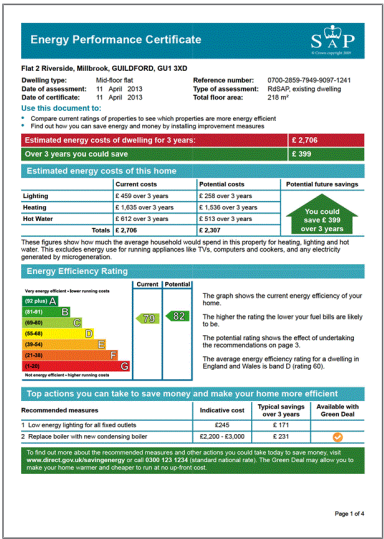 Energy Performance Certificate
SAP
Flat 2 Riverside, Millbrook, GUILDFORD, GU1 3XD
Dwelling type: Mid-floor flat
Date of assessment: 11 April 2013
Date of certificate: 11 April 2013
Reference number: 0700-2859-7949-9097-1241
Type of assessment: RdSAP, existing dwelling
Total floor area: 218 m²
Use this document to:
• Compare current ratings of properties to see which properties are more energy efficient
• Find out how you can save energy and money by installing improvement measures
Estimated energy costs of dwelling for 3 years: £ 2,706
Over 3 years you could save £ 399
Estimated energy costs of this home
Current costs Potential costs Potential future savings
Lighting £ 459 over 3 years £ 258 over 3 years
Heating £ 1,635 over 3 years £ 1,536 over 3 years
Hot Water £ 612 over 3 years £ 513 over 3 years
Totals £ 2,706 £ 2,307
You could
save £ 399
over 3 years
These figures show how much the average household would spend in this property for heating, lighting and hot
water. This excludes energy use for running appliances like TVs, computers and cookers, and any electricity
generated by microgeneration.
Energy Efficiency Rating
Current Potential
Very energy efficient - lower running costs
(92 plus) A
(81-91) B
(69-80) C
(55-68) D
(39-54) E
(21-38) F
(1-20) G
Not energy efficient - higher running costs
79 82
The graph shows the current energy efficiency of your
home.
The higher the rating the lower your fuel bills are likely
to be.
The potential rating shows the effect of undertaking
the recommendations on page 3.
The average energy efficiency rating for a dwelling in
England and Wales is band D (rating 60).
Top actions you can take to save money and make your home more efficient
Recommended measures Indicative cost Typical savings over 3 years Available with Green Deal
1 Low energy lighting for all fixed outlets £245 £ 171
2 Replace boiler with new condensing boiler £2,200 - £3,000 £ 231
To find out more about the recommended measures and other actions you could take today to save money, visit
www.direct.gov.uk/savingenergy or call 0300 123 1234 (standard national rate). The Green Deal may allow you to
make your home warmer and cheaper to run at no up-front cost.
Page 1 of 4